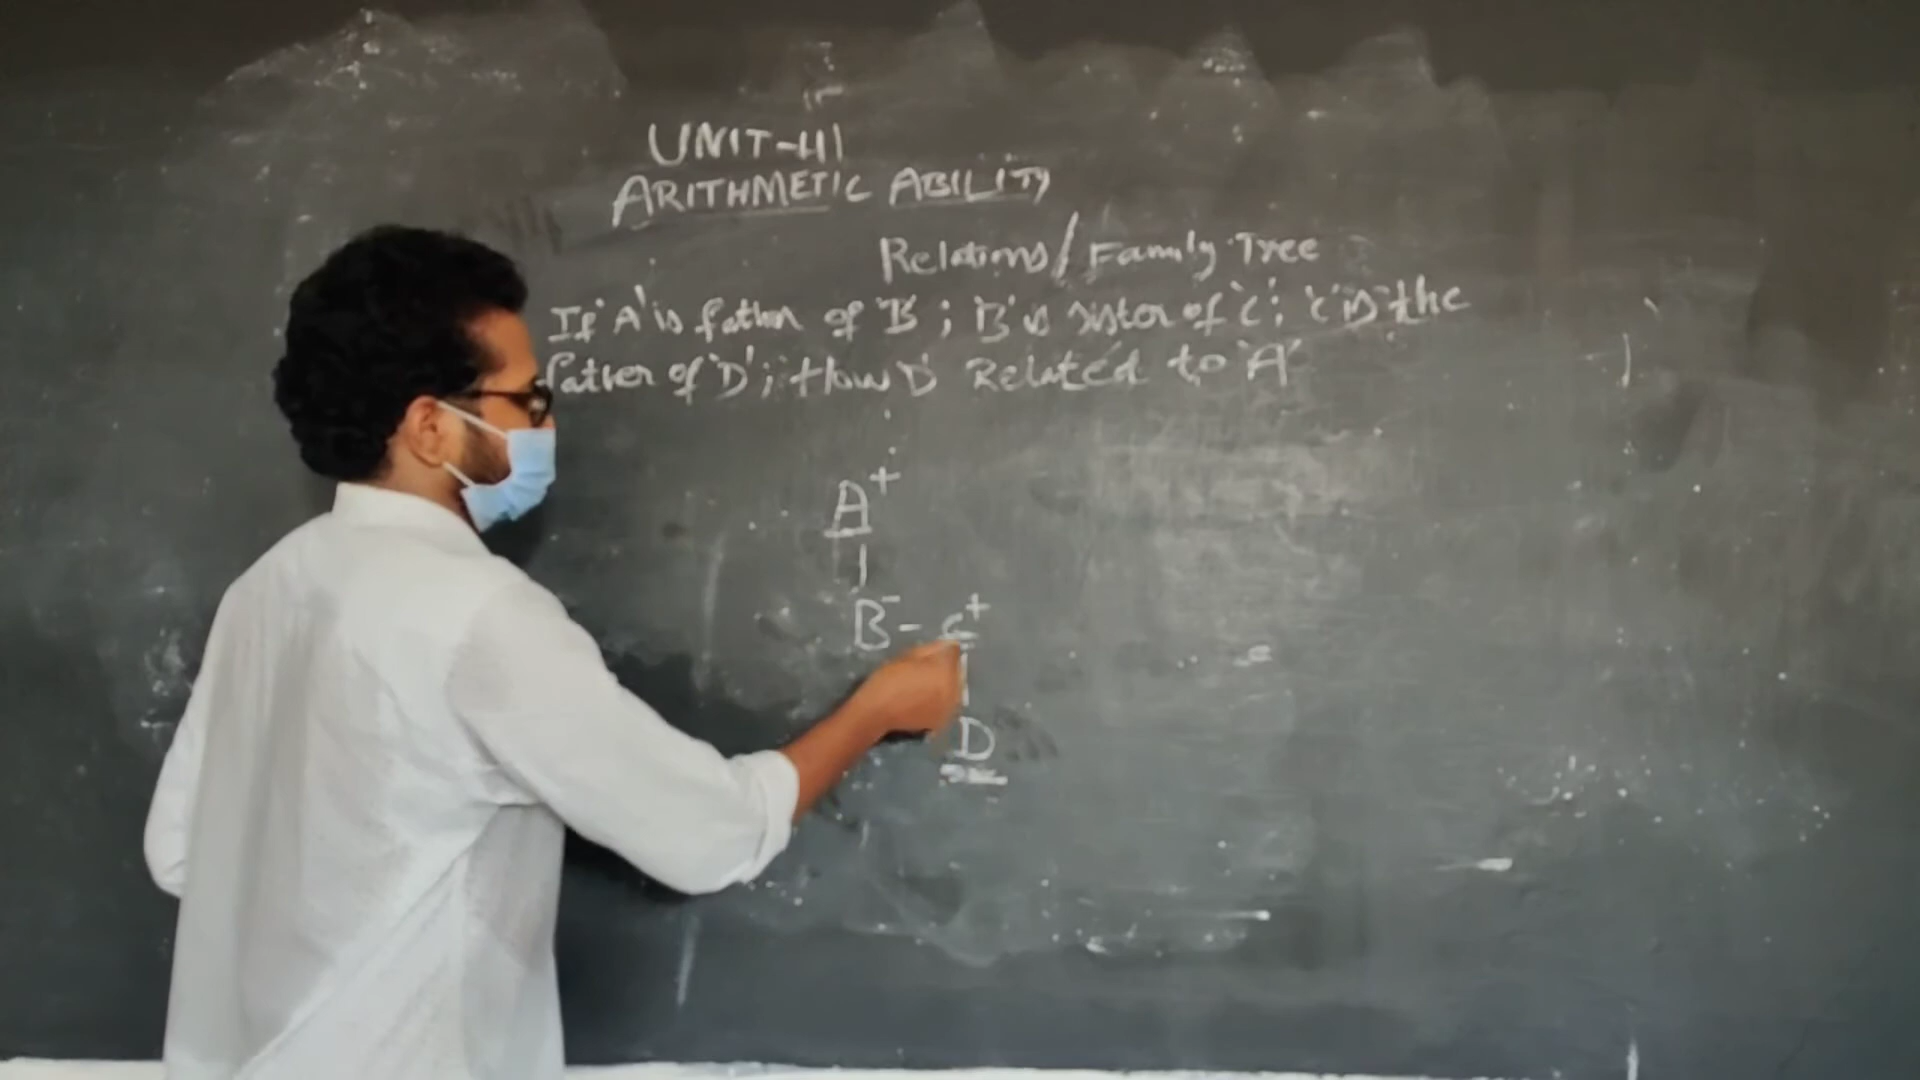 UNIT-III
ARITHMETIC ABILITY
Relations/Family Tree
If 'A' is father of 'B'; 'B' is sister of 'C'; 'C' is the
father of 'D'; How D Related to 'A'
A+
B- - C+
D